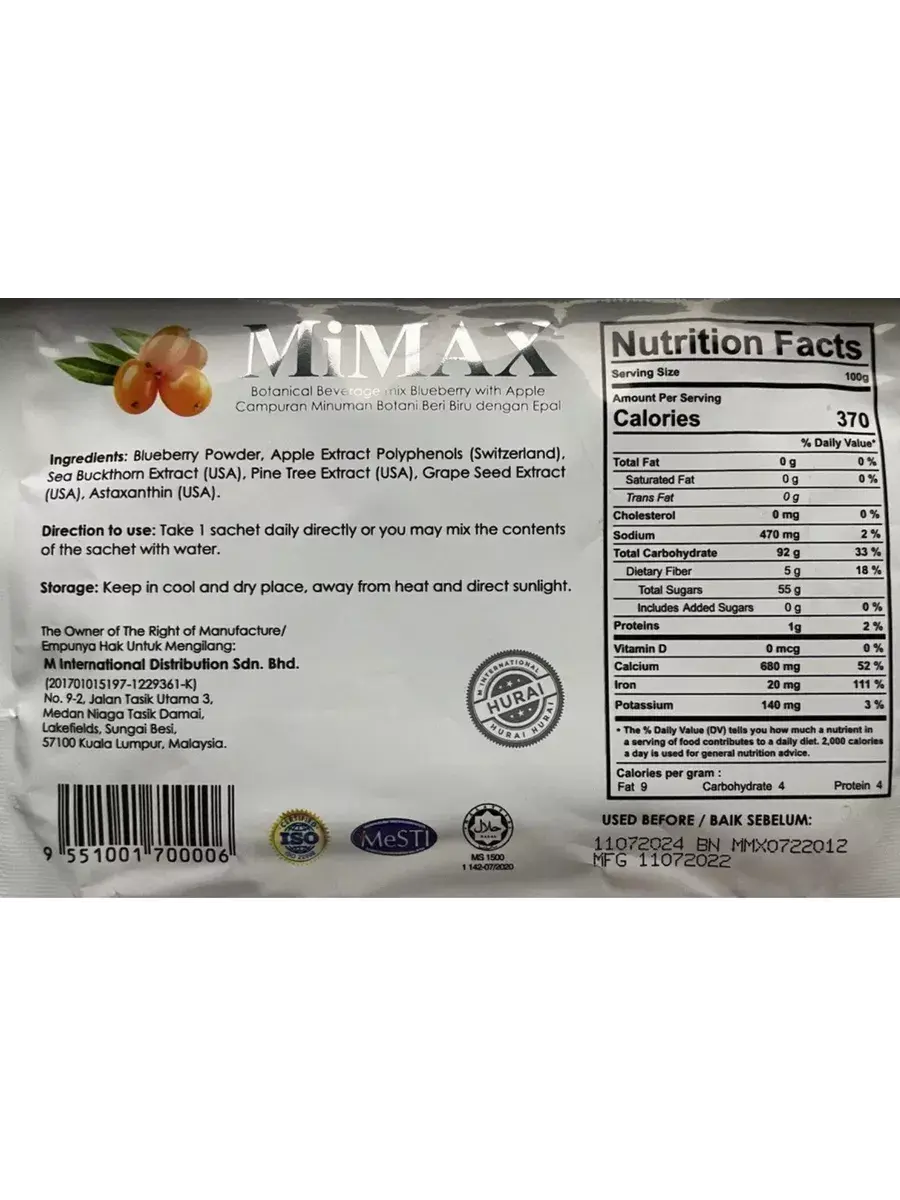 MiMAX
Botanical Beverage mix Blueberry with Apple
Campuran Minuman Botani Beri Biru dengan Epal
Ingredients: Blueberry Powder, Apple Extract Polyphenols (Switzerland),
Sea Buckthorn Extract (USA), Pine Tree Extract (USA), Grape Seed Extract
(USA), Astaxanthin (USA).
Direction to use: Take 1 sachet daily directly or you may mix the contents
of the sachet with water.
Storage: Keep in cool and dry place, away from heat and direct sunlight.
The Owner of The Right of Manufacture/
Empunya Hak Untuk Mengilang:
M International Distribution Sdn. Bhd.
(201701015197-1229361-K)
No. 9-2, Jalan Tasik Utama 3,
Medan Niaga Tasik Damai,
Lakefields, Sungai Besi,
57100 Kuala Lumpur, Malaysia.
M INTERNATIONAL
HURAI
HURAI HURAI
9 551001 700006
CERTIFIED
ISO
MeSTI
حلال
MS 1500
1 142-07/2020
Nutrition Facts
Serving Size 100g
Amount Per Serving
Calories 370
% Daily Value*
Total Fat 0 g 0 %
Saturated Fat 0 g 0 %
Trans Fat 0 g
Cholesterol 0 mg 0 %
Sodium 470 mg 2 %
Total Carbohydrate 92 g 33 %
Dietary Fiber 5 g 18 %
Total Sugars 55 g
Includes Added Sugars 0 g 0 %
Proteins 1g 2 %
Vitamin D 0 mcg 0 %
Calcium 680 mg 52 %
Iron 20 mg 111 %
Potassium 140 mg 3 %
* The % Daily Value (DV) tells you how much a nutrient in
a serving of food contributes to a daily diet. 2,000 calories
a day is used for general nutrition advice.
Calories per gram :
Fat 9 Carbohydrate 4 Protein 4
USED BEFORE / BAIK SEBELUM:
11072024 BN MMX0722012
MFG 11072022